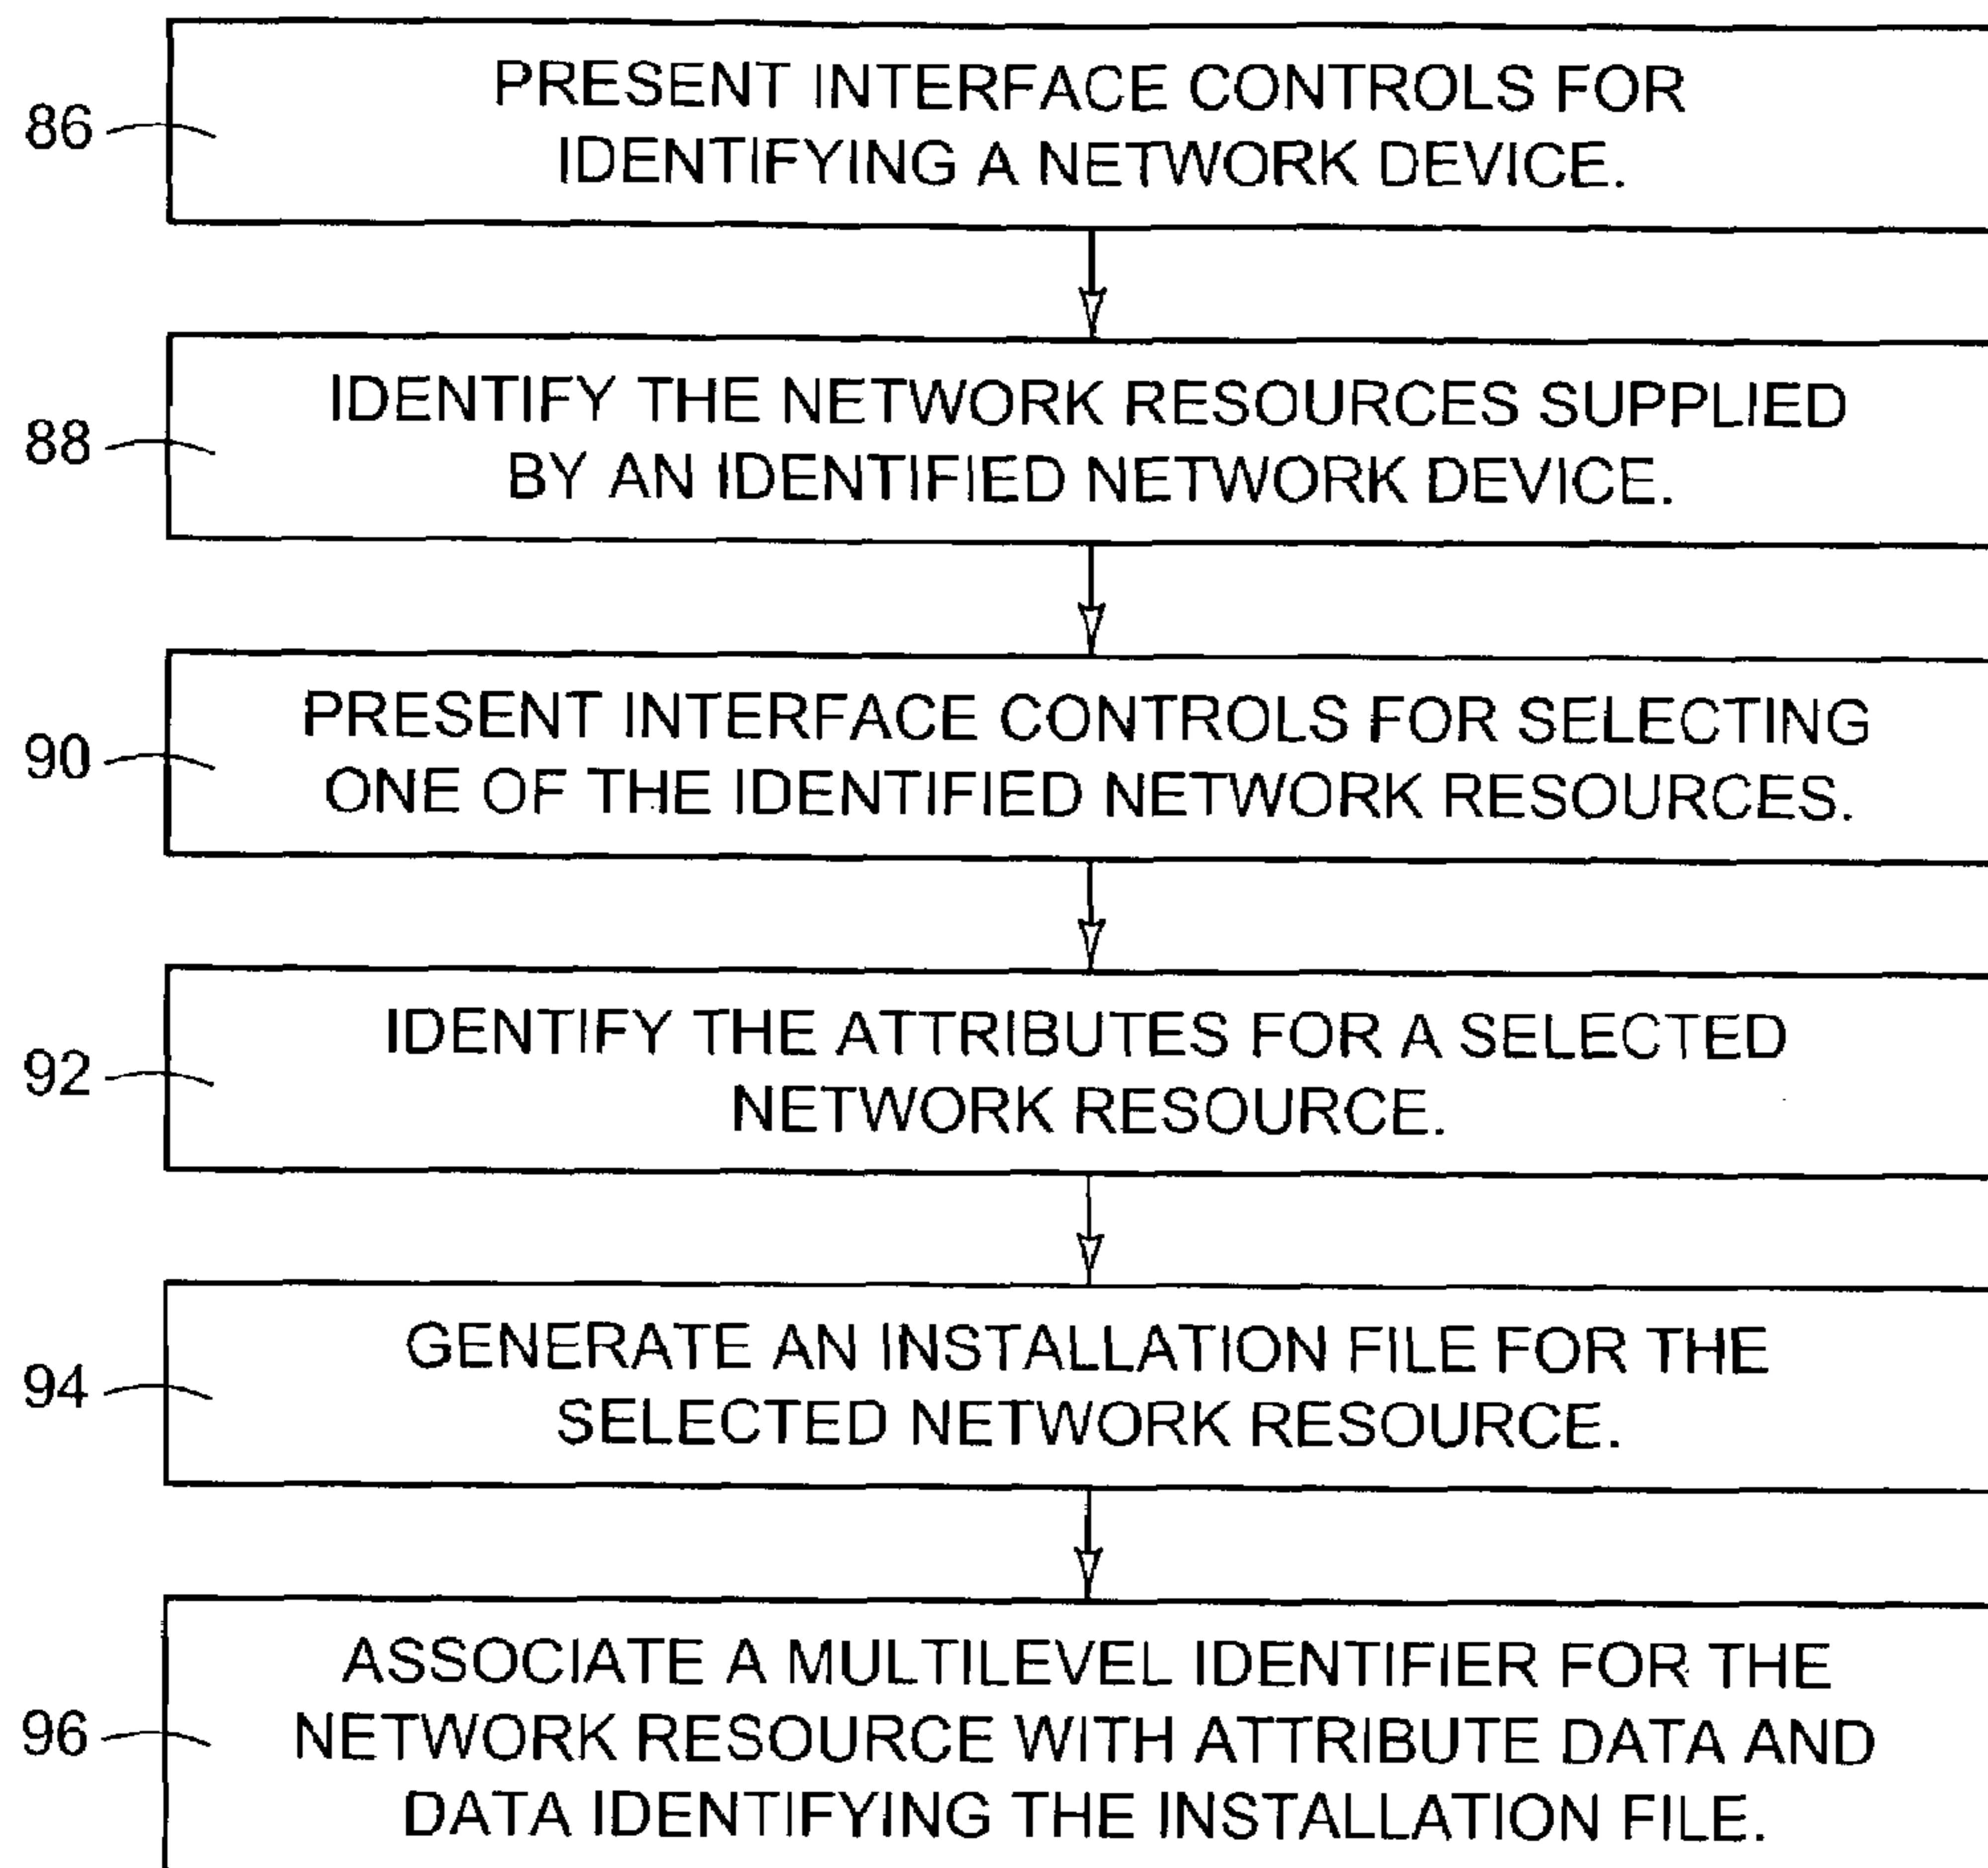 86
PRESENT INTERFACE CONTROLS FOR
IDENTIFYING A NETWORK DEVICE.
88
IDENTIFY THE NETWORK RESOURCES SUPPLIED
BY AN IDENTIFIED NETWORK DEVICE.
90
PRESENT INTERFACE CONTROLS FOR SELECTING
ONE OF THE IDENTIFIED NETWORK RESOURCES.
92
IDENTIFY THE ATTRIBUTES FOR A SELECTED
NETWORK RESOURCE.
94
GENERATE AN INSTALLATION FILE FOR THE
SELECTED NETWORK RESOURCE.
96
ASSOCIATE A MULTILEVEL IDENTIFIER FOR THE
NETWORK RESOURCE WITH ATTRIBUTE DATA AND
DATA IDENTIFYING THE INSTALLATION FILE.